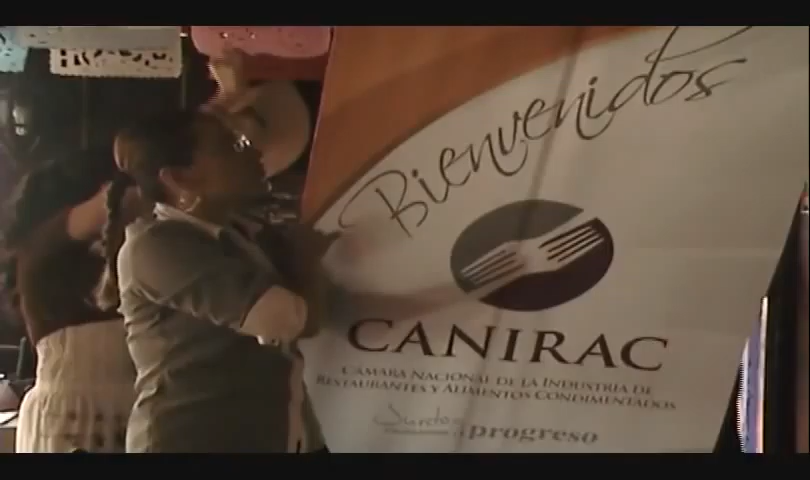 Bienvenidos
CANIRAC
CÁMARA NACIONAL DE LA INDUSTRIA DE
RESTAURANTES Y ALIMENTOS CONDIMENTADOS
progreso